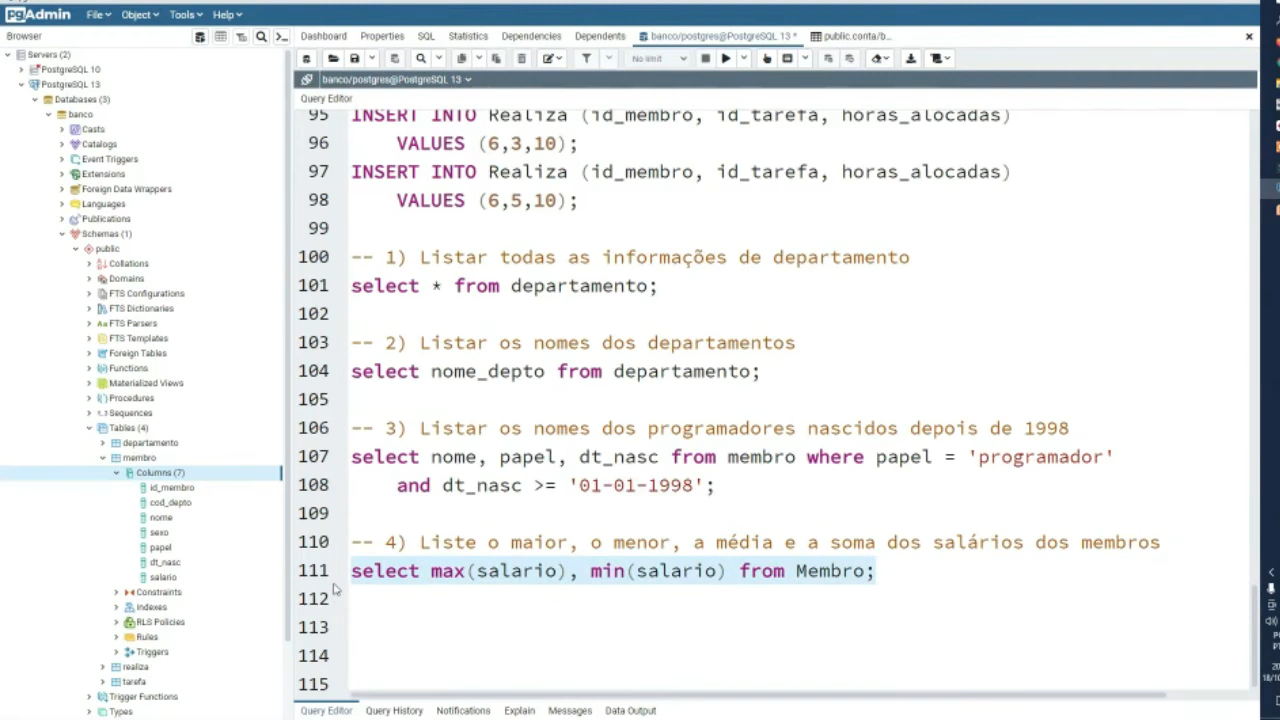 pgAdmin File Object Tools Help
Browser
Dashboard Properties SQL Statistics Dependencies Dependents banco/postgres@PostgreSQL 13 * public.conta/b...
No limit
banco/postgres@PostgreSQL 13
Query Editor
Servers (2)
PostgreSQL 10
PostgreSQL 13
Databases (3)
banco
Casts
Catalogs
Event Triggers
Extensions
Foreign Data Wrappers
Languages
Publications
Schemas (1)
public
Collations
Domains
FTS Configurations
FTS Dictionaries
FTS Parsers
FTS Templates
Foreign Tables
Functions
Materialized Views
Procedures
Sequences
Tables (4)
departamento
membro
Columns (7)
id_membro
cod_depto
nome
sexo
papel
dt_nasc
salario
Constraints
Indexes
RLS Policies
Rules
Triggers
realiza
tarefa
Trigger Functions
Types
95 INSERT INTO Realiza (id_membro, id_tarefa, horas_alocadas)
96 VALUES (6,3,10);
97 INSERT INTO Realiza (id_membro, id_tarefa, horas_alocadas)
98 VALUES (6,5,10);
99
100 -- 1) Listar todas as informações de departamento
101 select * from departamento;
102
103 -- 2) Listar os nomes dos departamentos
104 select nome_depto from departamento;
105
106 -- 3) Listar os nomes dos programadores nascidos depois de 1998
107 select nome, papel, dt_nasc from membro where papel = 'programador'
108 and dt_nasc >= '01-01-1998';
109
110 -- 4) Liste o maior, o menor, a média e a soma dos salários dos membros
111 select max(salario), min(salario) from Membro;
112
113
114
115
Query Editor Query History Notifications Explain Messages Data Output